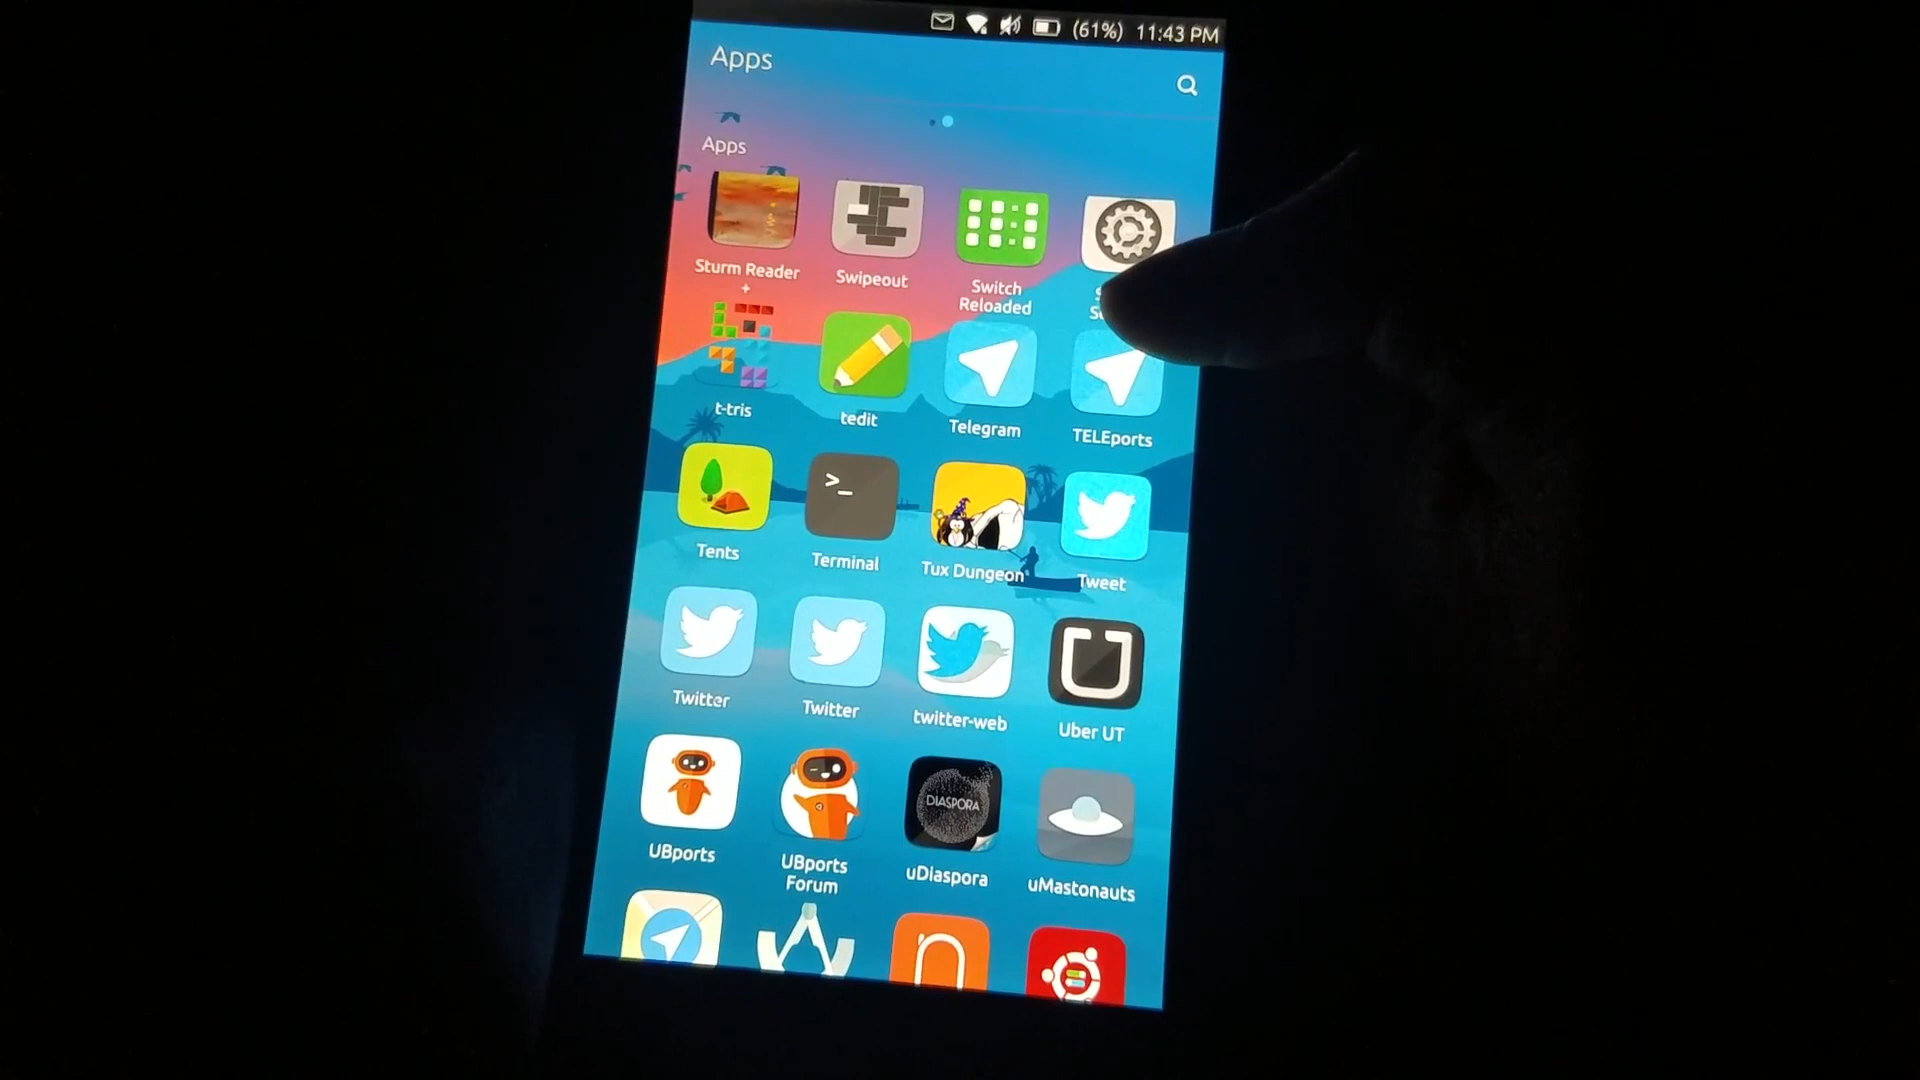 (61%) 11:43 PM
Apps
Apps
Sturm Reader
+
Swipeout
Switch
Reloaded
t-tris
tedit
Telegram
TELEports
Tents
>_
Terminal
Tux Dungeon
Tweet
Twitter
Twitter
twitter-web
Uber UT
DIASPORA
UBports
UBports
Forum
uDiaspora
uMastonauts